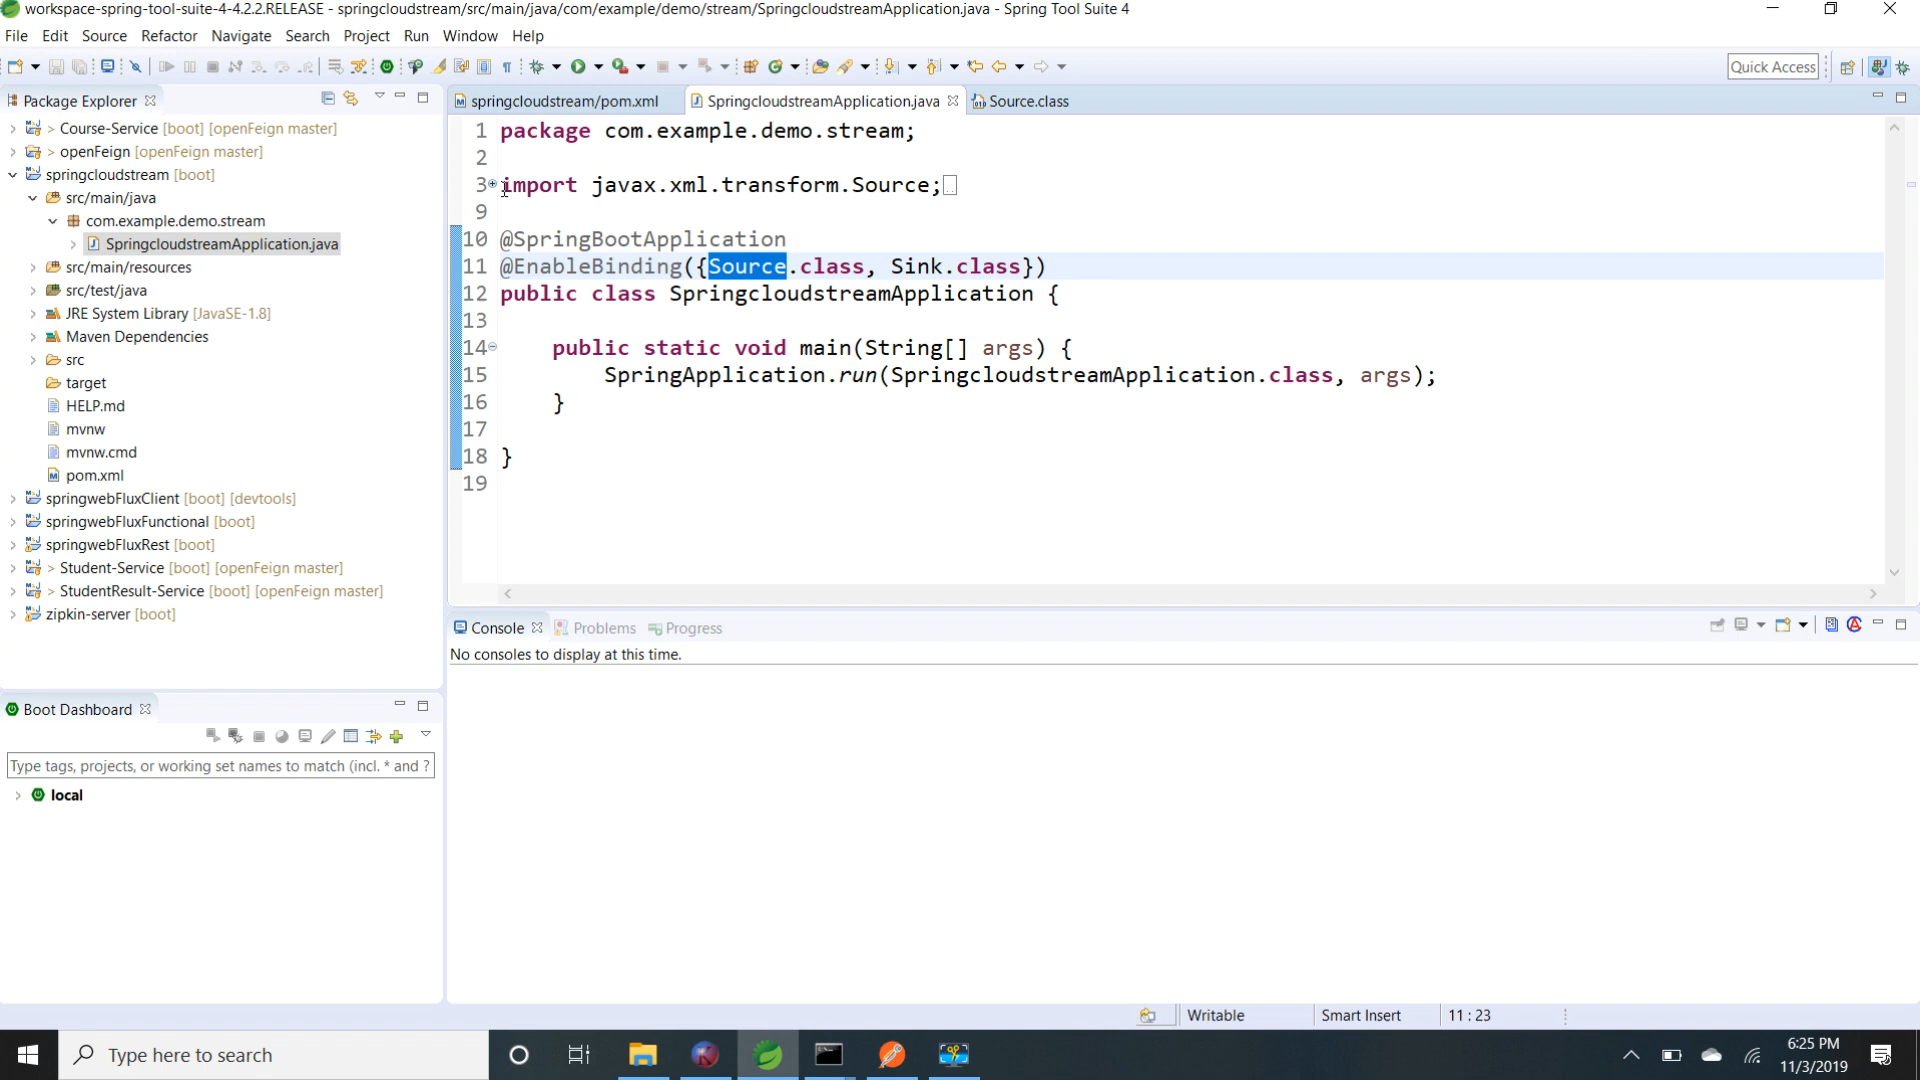 workspace-spring-tool-suite-4-4.2.2.RELEASE - springcloudstream/src/main/java/com/example/demo/stream/SpringcloudstreamApplication.java - Spring Tool Suite 4
File Edit Source Refactor Navigate Search Project Run Window Help
Quick Access
Package Explorer
> Course-Service [boot] [openFeign master]
> openFeign [openFeign master]
springcloudstream [boot]
src/main/java
com.example.demo.stream
SpringcloudstreamApplication.java
src/main/resources
src/test/java
JRE System Library [JavaSE-1.8]
Maven Dependencies
src
target
HELP.md
mvnw
mvnw.cmd
pom.xml
springwebFluxClient [boot] [devtools]
springwebFluxFunctional [boot]
springwebFluxRest [boot]
> Student-Service [boot] [openFeign master]
> StudentResult-Service [boot] [openFeign master]
zipkin-server [boot]
Boot Dashboard
Type tags, projects, or working set names to match (incl. * and ?
local
springcloudstream/pom.xml SpringcloudstreamApplication.java Source.class
1 package com.example.demo.stream;
2
3 import javax.xml.transform.Source;
9
10 @SpringBootApplication
11 @EnableBinding({Source.class, Sink.class})
12 public class SpringcloudstreamApplication {
13
14 public static void main(String[] args) {
15 SpringApplication.run(SpringcloudstreamApplication.class, args);
16 }
17
18 }
19
Console Problems Progress
No consoles to display at this time.
Writable Smart Insert 11 : 23
Type here to search
6:25 PM
11/3/2019